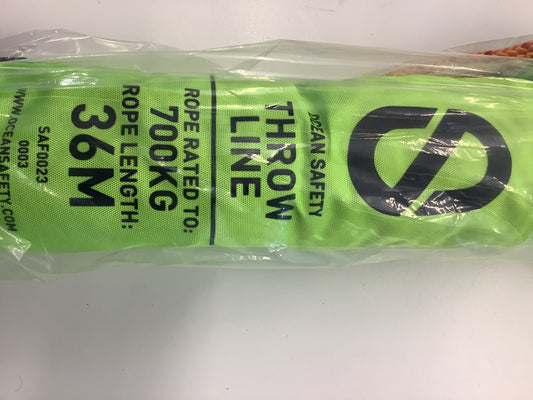 OCEAN SAFETY
THROW
LINE
ROPE RATED TO:
700KG
ROPE LENGTH:
36M
SAF0023
0003
WWW.OCEANSAFETY.COM